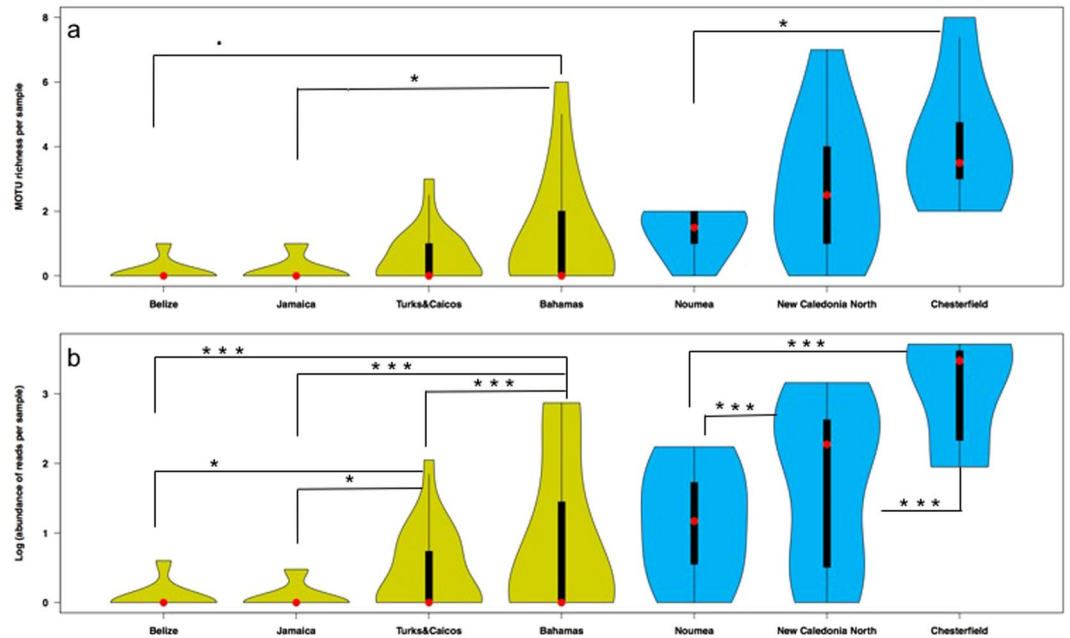 a
MOTU richness per sample
8
6
4
2
0
.
*
*
Belize Jamaica Turks&Caicos Bahamas Noumea New Caledonia North Chesterfield
b
Log (abundance of reads per sample)
3
2
1
0
* * *
* * *
* * *
*
*
* * *
* * *
* * *
Belize Jamaica Turks&Caicos Bahamas Noumea New Caledonia North Chesterfield